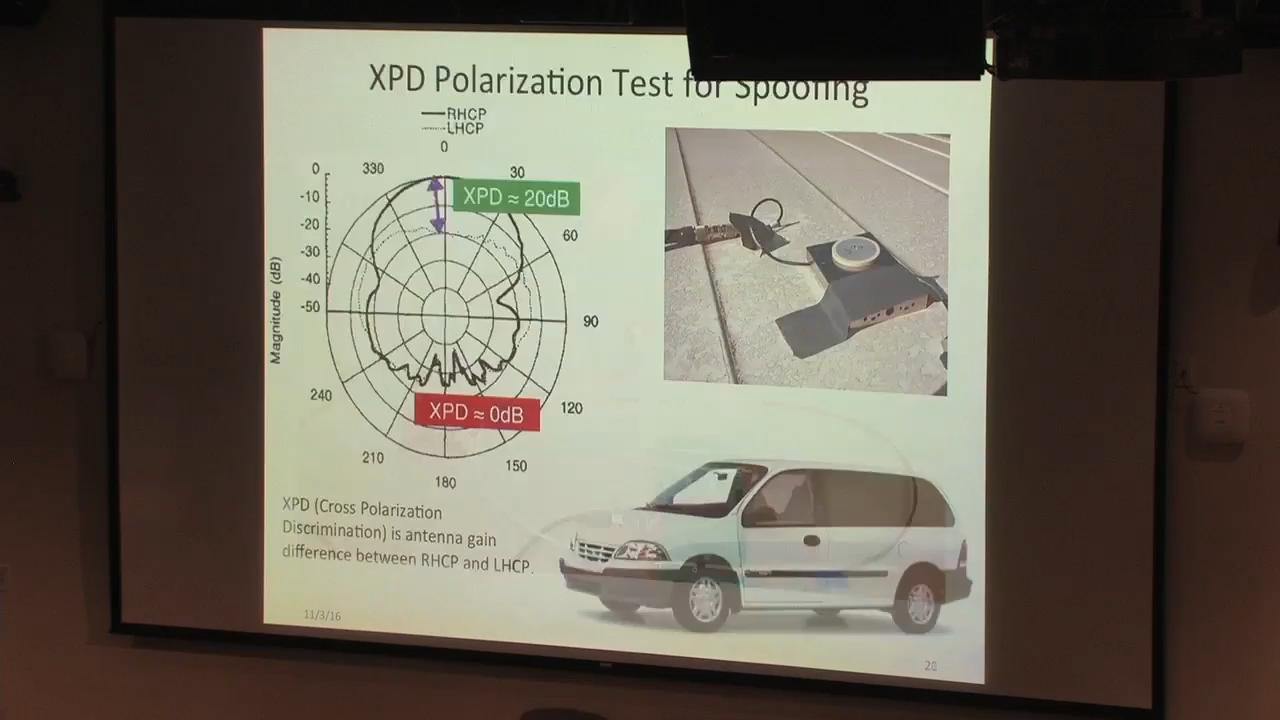 XPD Polarization Test for Spoofing
RHCP
LHCP
0
330
30
0
-10
-20
-30
-40
-50
Magnitude (dB)
XPD ≈ 20dB
60
90
240
120
XPD ≈ 0dB
210
150
180
XPD (Cross Polarization
Discrimination) is antenna gain
difference between RHCP and LHCP.
11/3/16
20